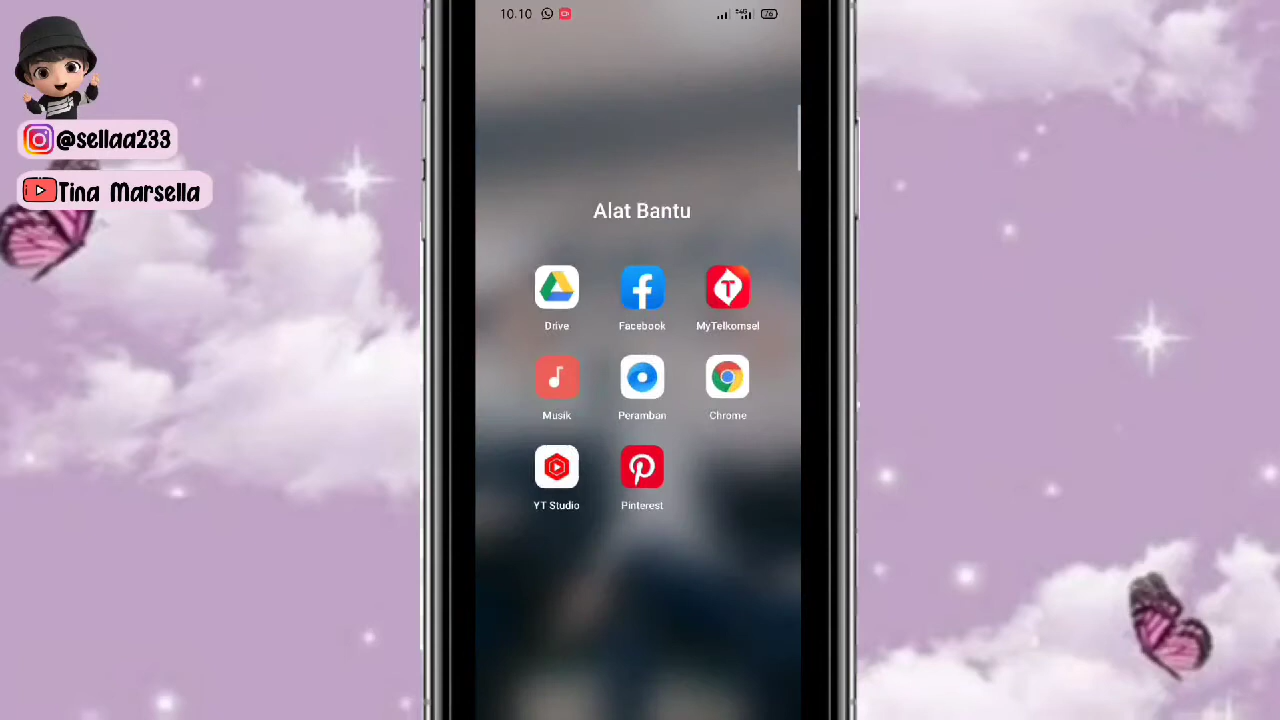 @sellaa233
Tina Marsella
10.10
Alat Bantu
Drive
Facebook
MyTelkomsel
Musik
Peramban
Chrome
YT Studio
Pinterest